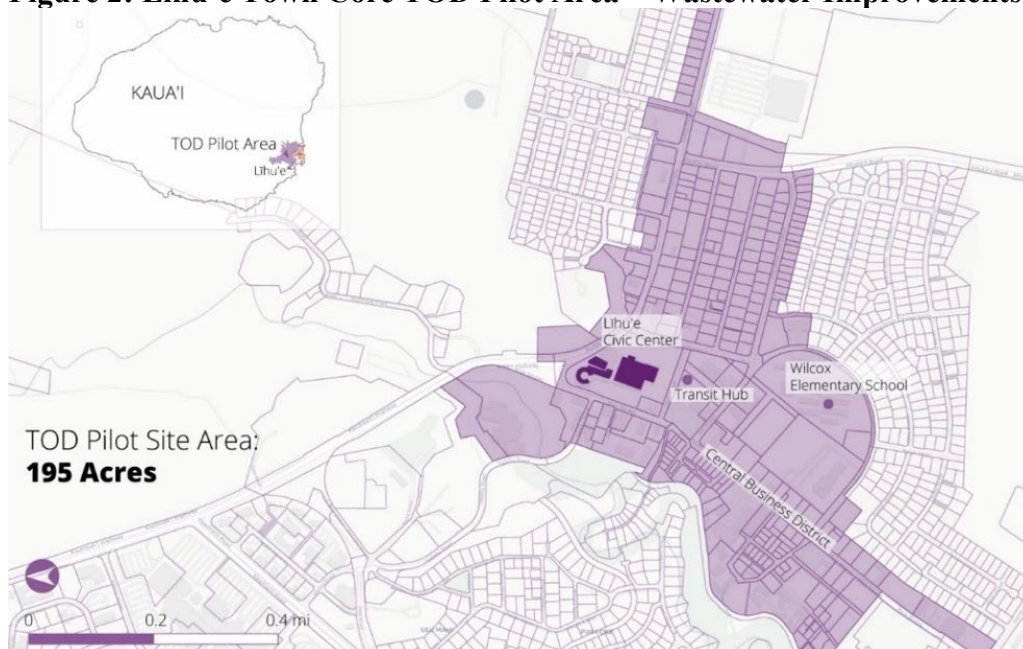 Figure 2: Līhu'e Town Core TOD Pilot Area – Wastewater Improvements
KAUA'I
TOD Pilot Area
Līhu'e
Līhu'e
Civic Center
Transit Hub
Wilcox
Elementary School
Central Business District
TOD Pilot Site Area:
195 Acres
0
0.2
0.4 mi